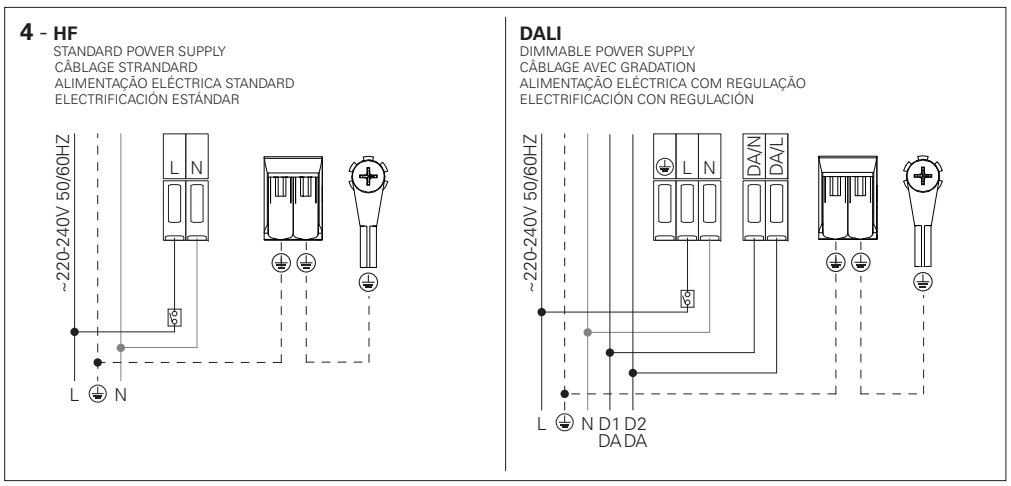 4 - HF
STANDARD POWER SUPPLY
CÂBLAGE STRANDARD
ALIMENTAÇÃO ELÉCTRICA STANDARD
ELECTRIFICACIÓN ESTÁNDAR
~220-240V 50/60HZ
L N
L N
DALI
DIMMABLE POWER SUPPLY
CÂBLAGE AVEC GRADATION
ALIMENTAÇÃO ELÉCTRICA COM REGULAÇÃO
ELECTRIFICACIÓN CON REGULACIÓN
~220-240V 50/60HZ
L N
DA/N
DA/L
L N D1 D2
DA DA